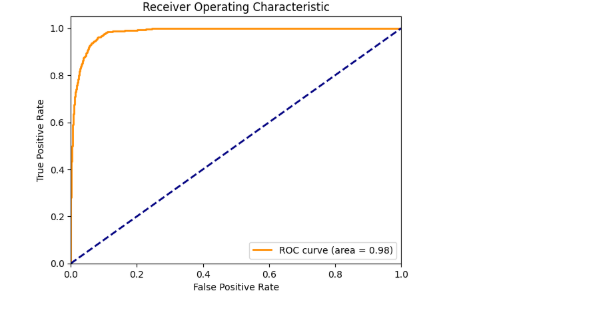 Receiver Operating Characteristic
1.0
0.8
0.6
0.4
0.2
0.0
True Positive Rate
ROC curve (area = 0.98)
0.0 0.2 0.4 0.6 0.8 1.0
False Positive Rate